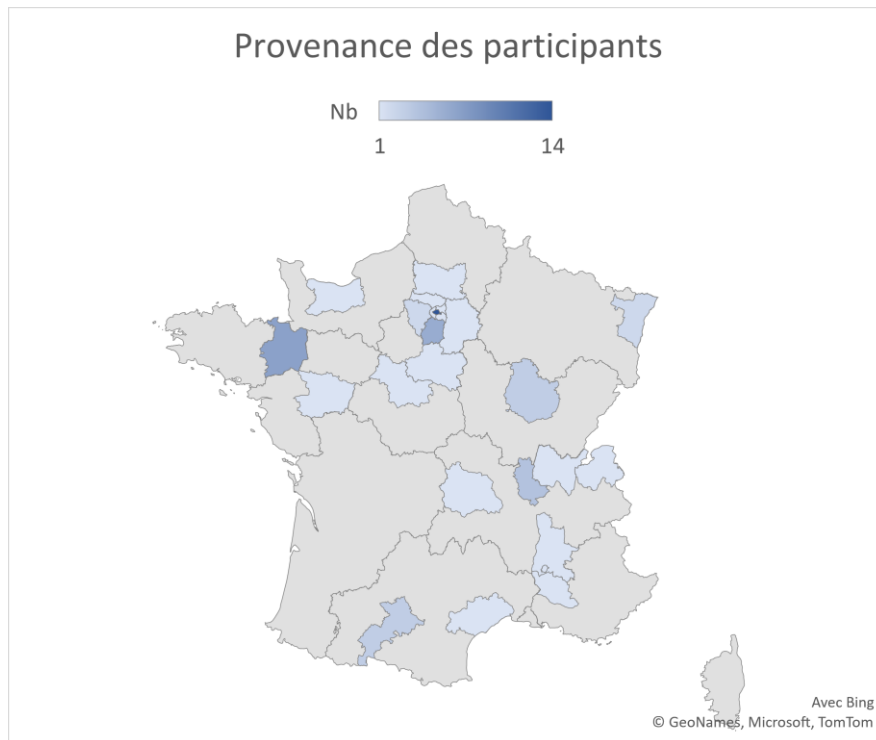 Provenance des participants
Nb
1 14
Avec Bing
© GeoNames, Microsoft, TomTom